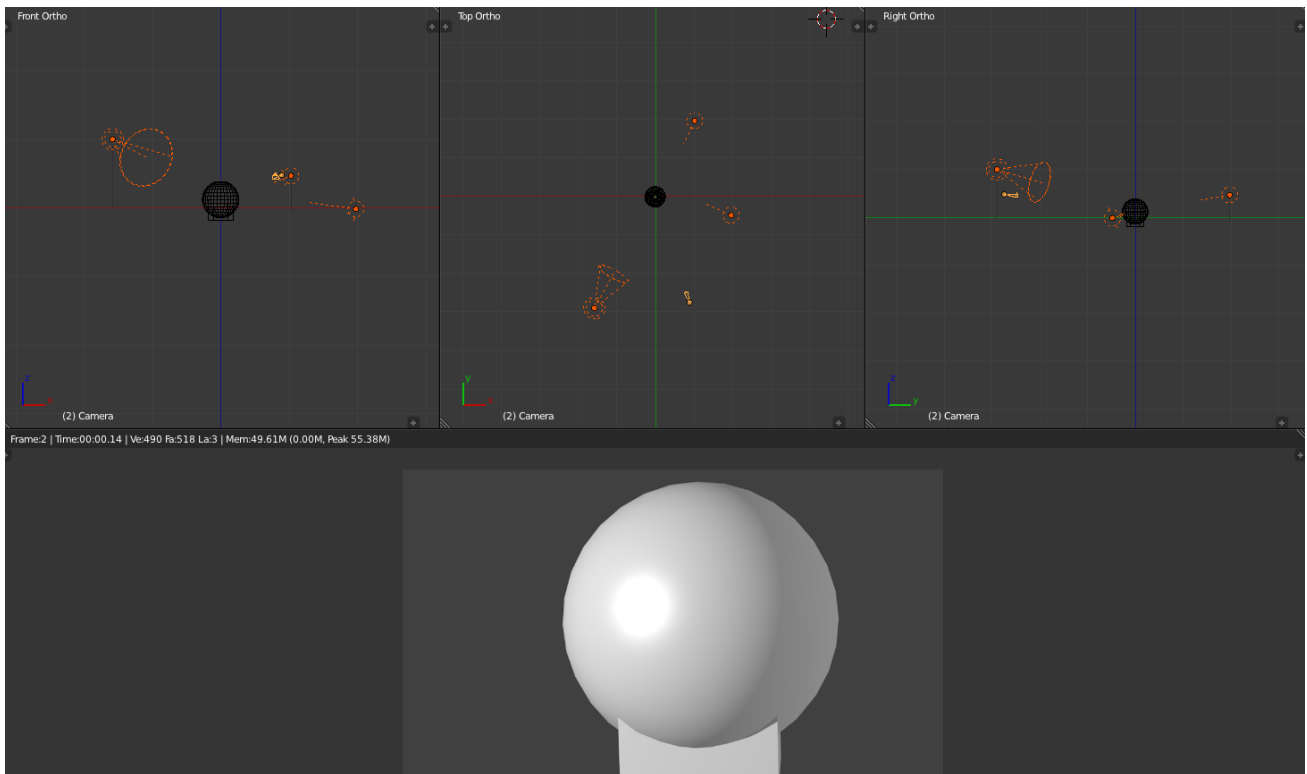 Front Ortho
Top Ortho
Right Ortho
z
x
(2) Camera
y
x
(2) Camera
z
y
(2) Camera
Frame:2 | Time:00:00.14 | Ve:490 Fa:518 La:3 | Mem:49.61M (0.00M, Peak 55.38M)